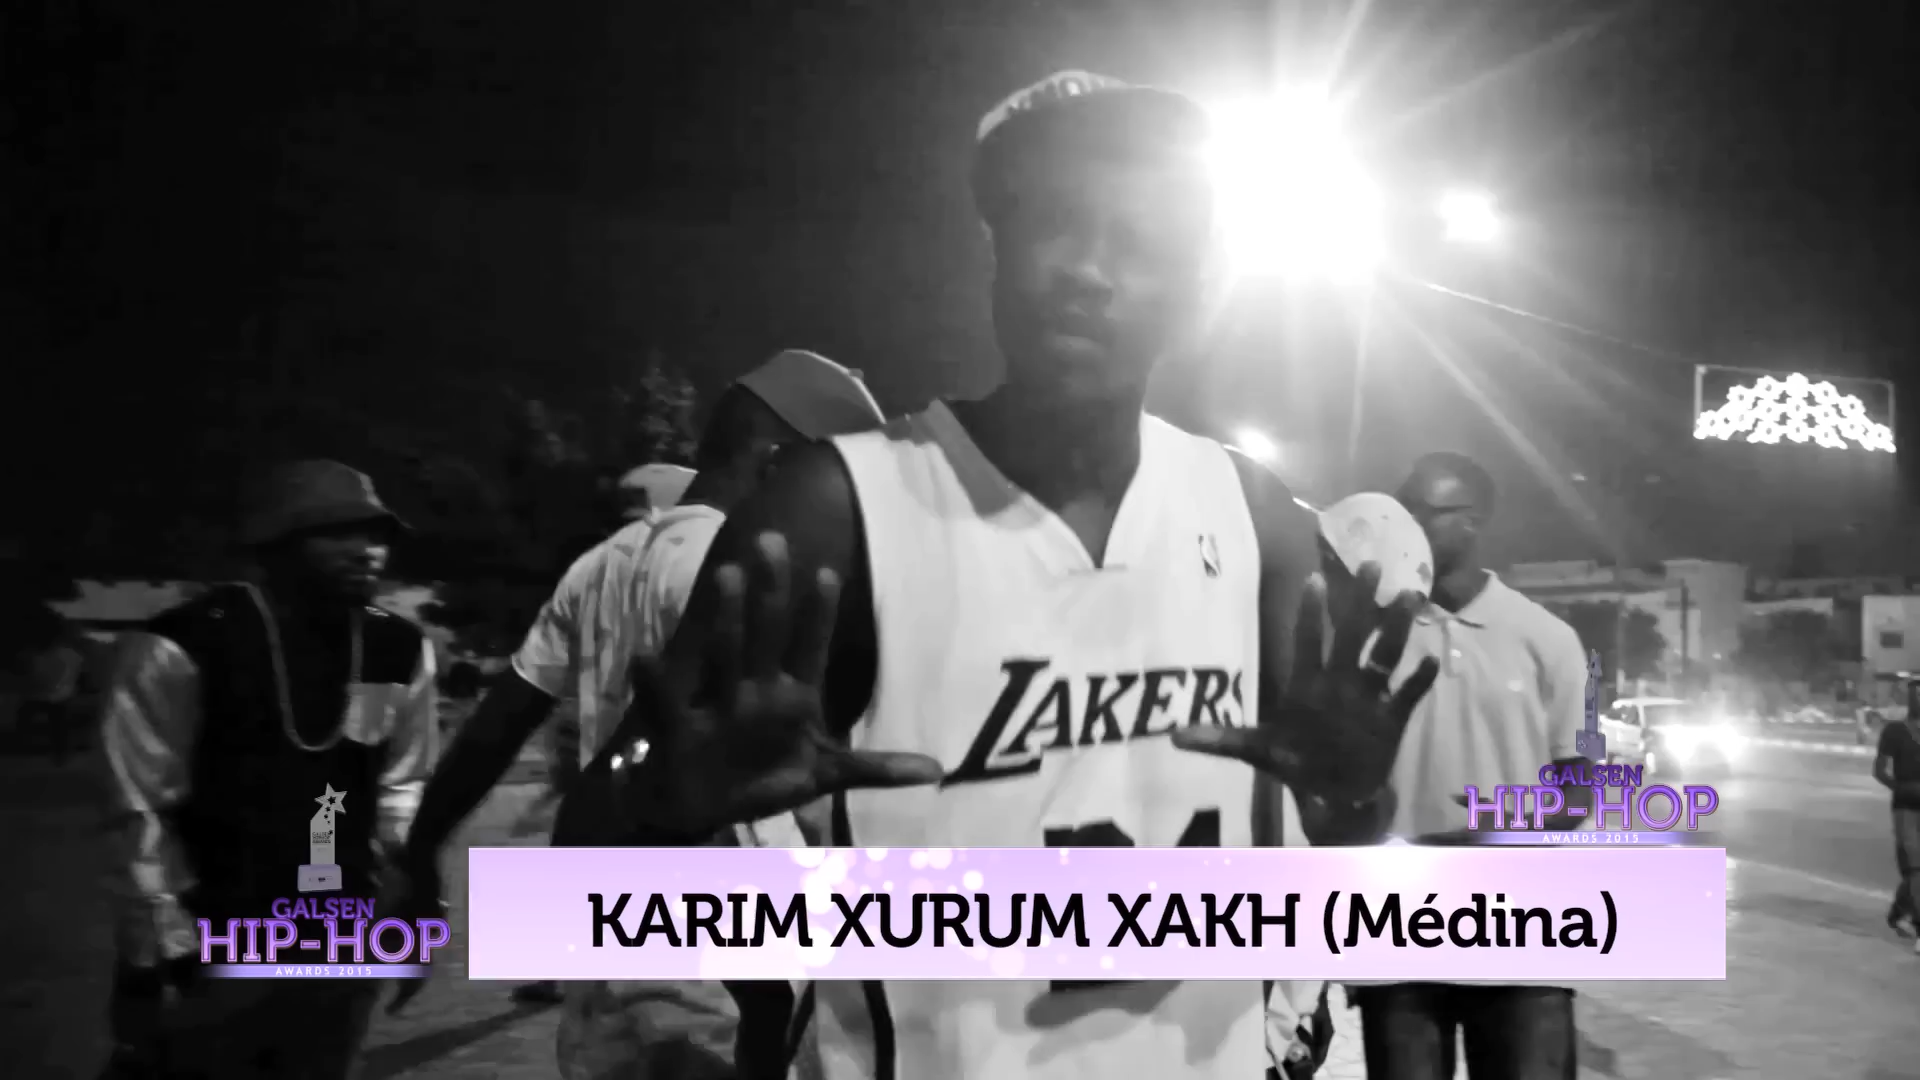 LAKERS
GALSEN
HIP-HOP
AWARDS 2015
GALSEN
HIP-HOP
AWARDS 2015
KARIM XURUM XAKH (Médina)